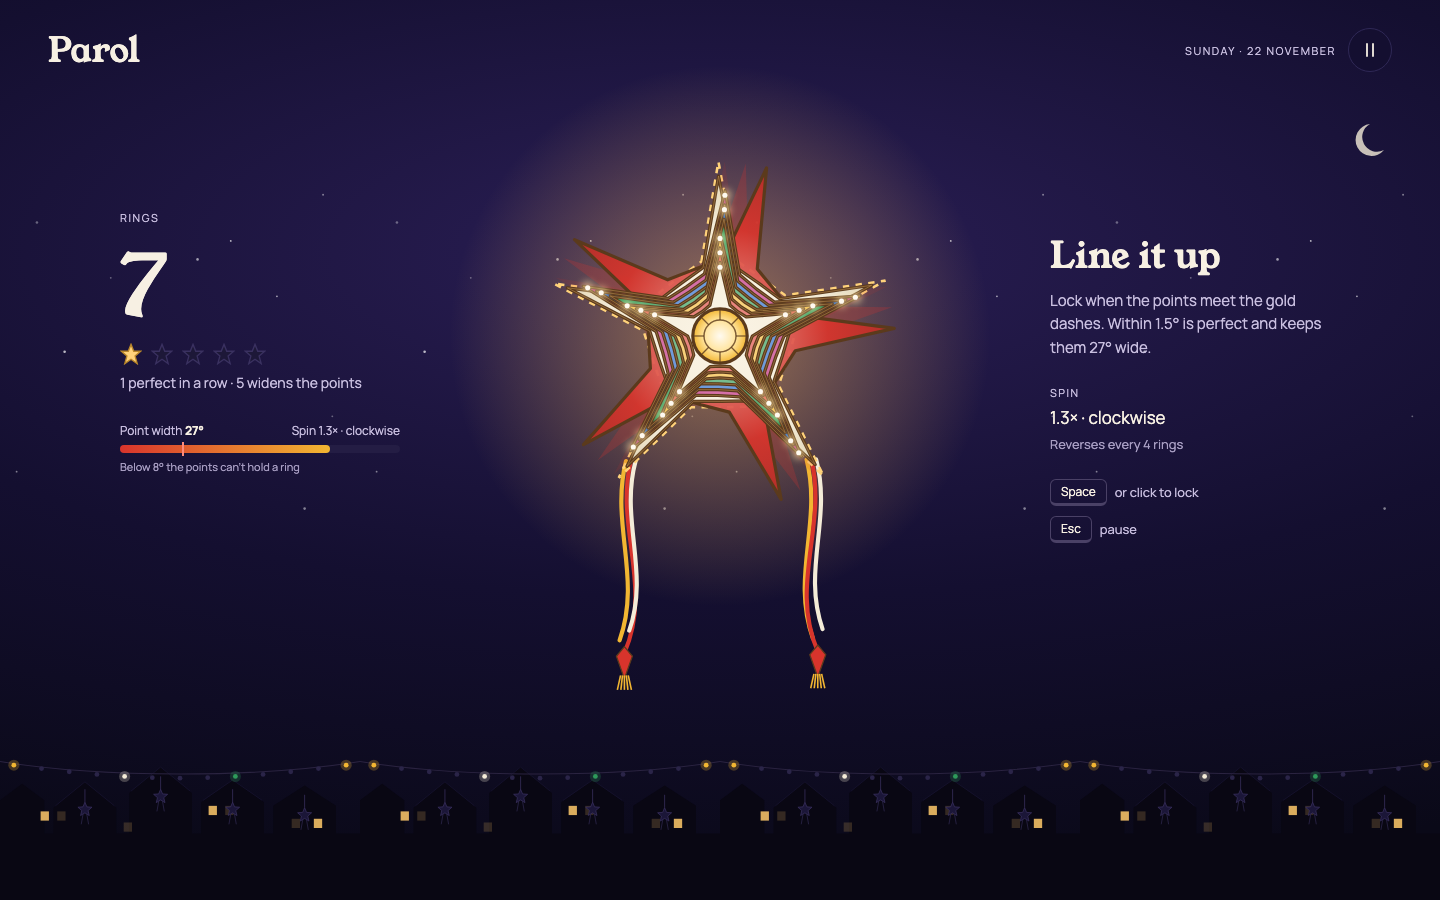 Parol
SUNDAY · 22 NOVEMBER
RINGS
7
1 perfect in a row · 5 widens the points
Point width 27° Spin 1.3× · clockwise
Below 8° the points can't hold a ring
Line it up
Lock when the points meet the gold
dashes. Within 1.5° is perfect and keeps
them 27° wide.
SPIN
1.3× · clockwise
Reverses every 4 rings
Space or click to lock
Esc pause